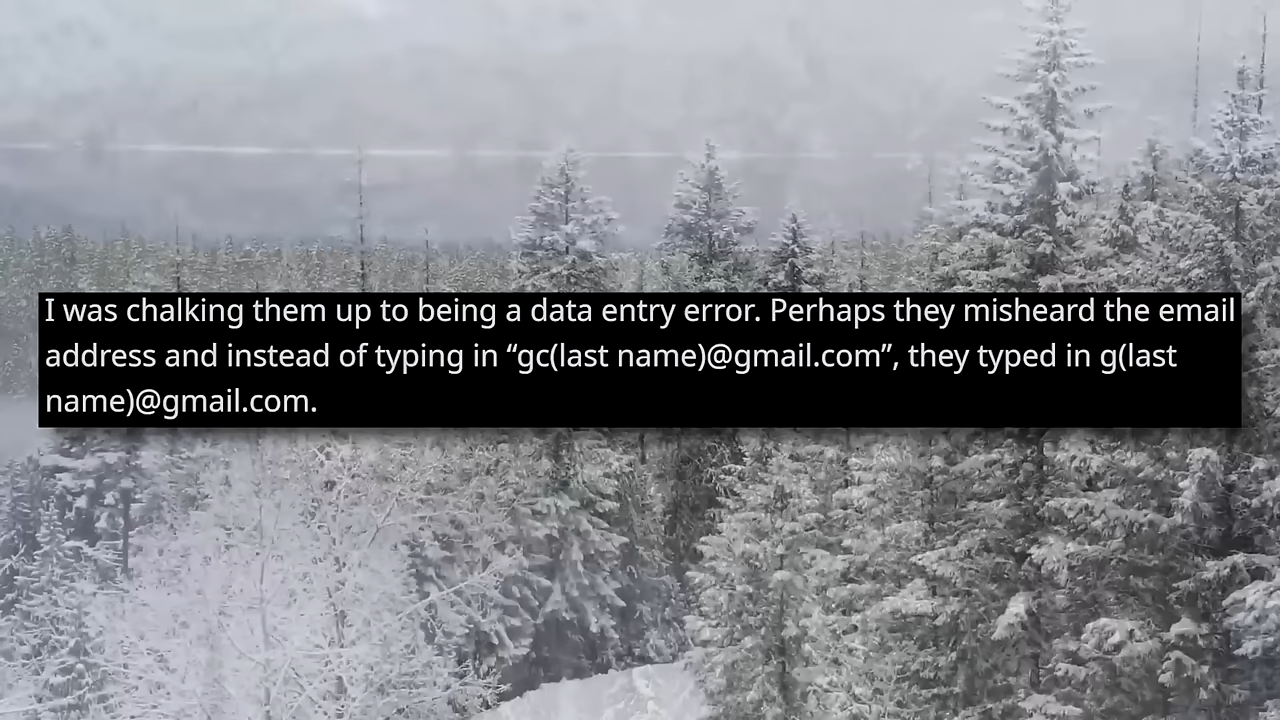 I was chalking them up to being a data entry error. Perhaps they misheard the email
address and instead of typing in “gc(last name)@gmail.com”, they typed in g(last
name)@gmail.com.